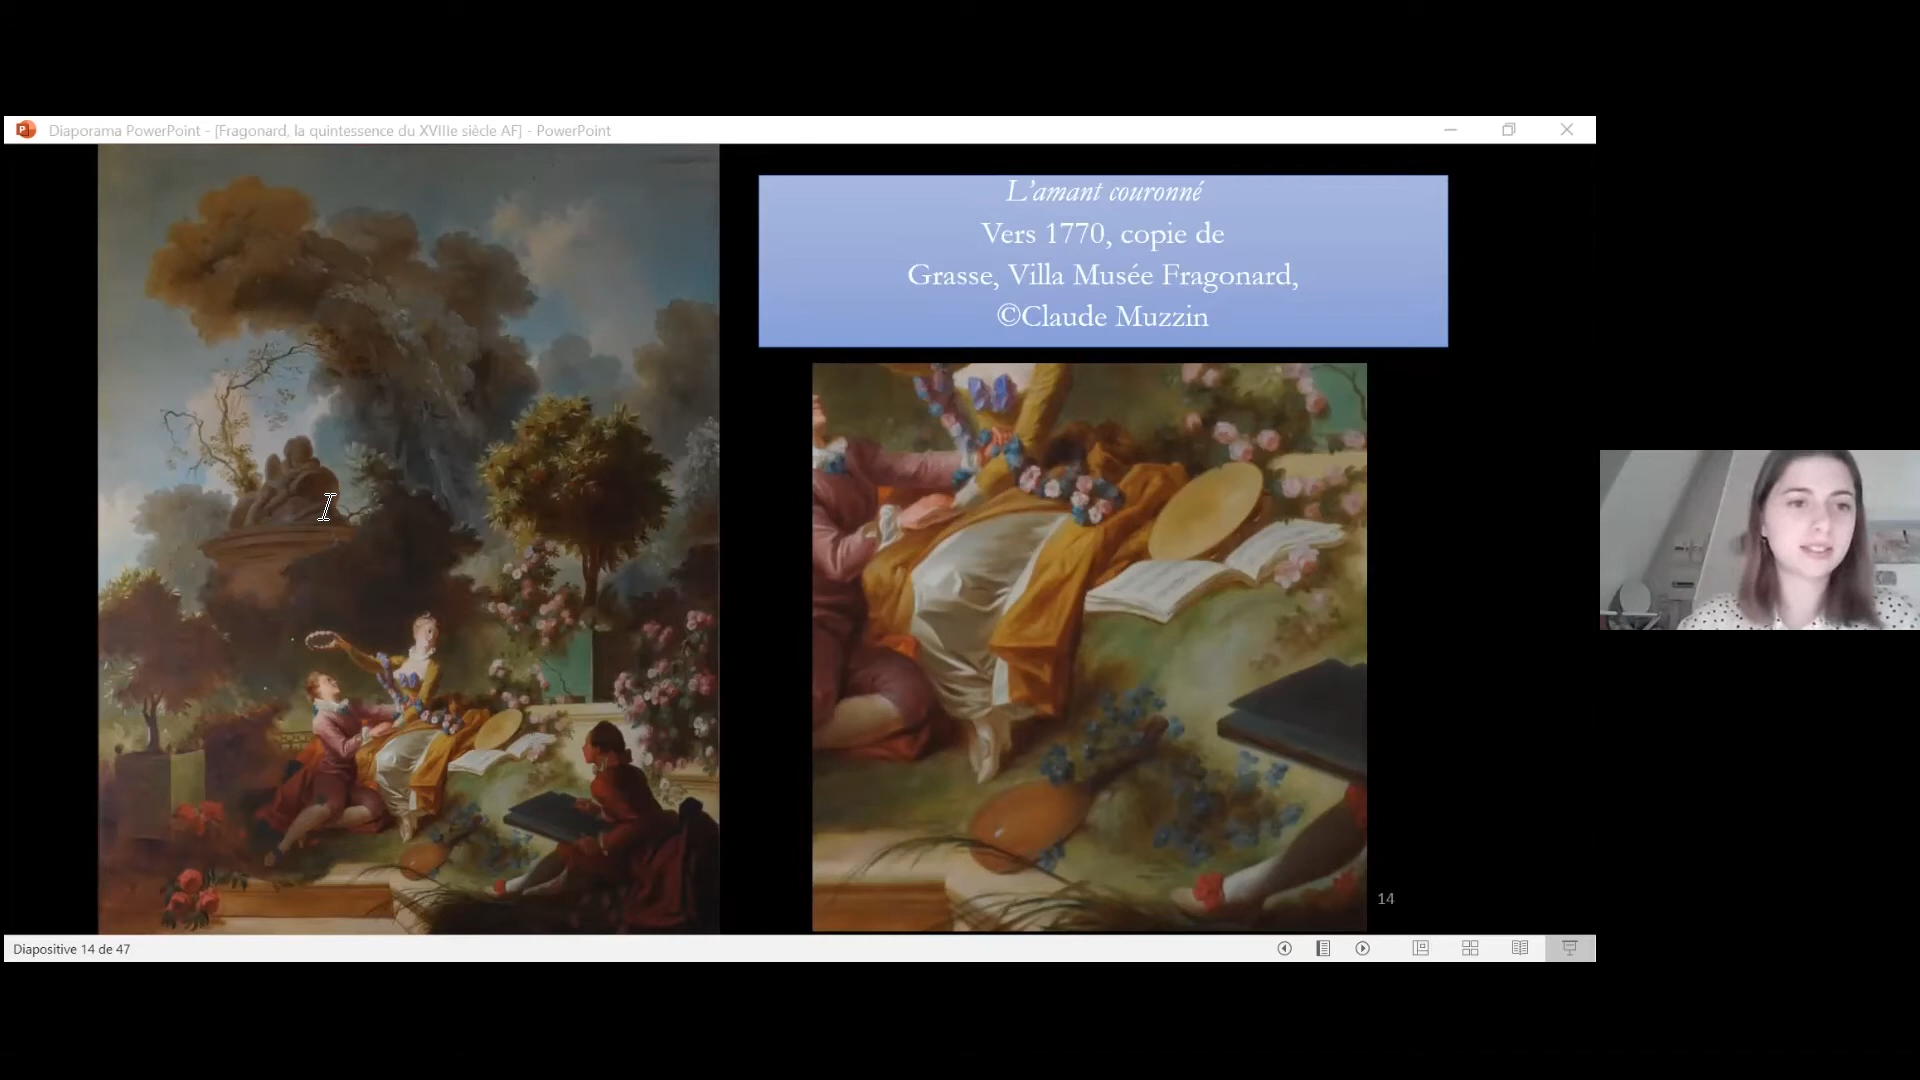 Diaporama PowerPoint - [Fragonard, la quintessence du XVIIIe siècle AF] - PowerPoint
L'amant couronné
Vers 1770, copie de
Grasse, Villa Musée Fragonard,
©Claude Muzzin
14
Diapositive 14 de 47